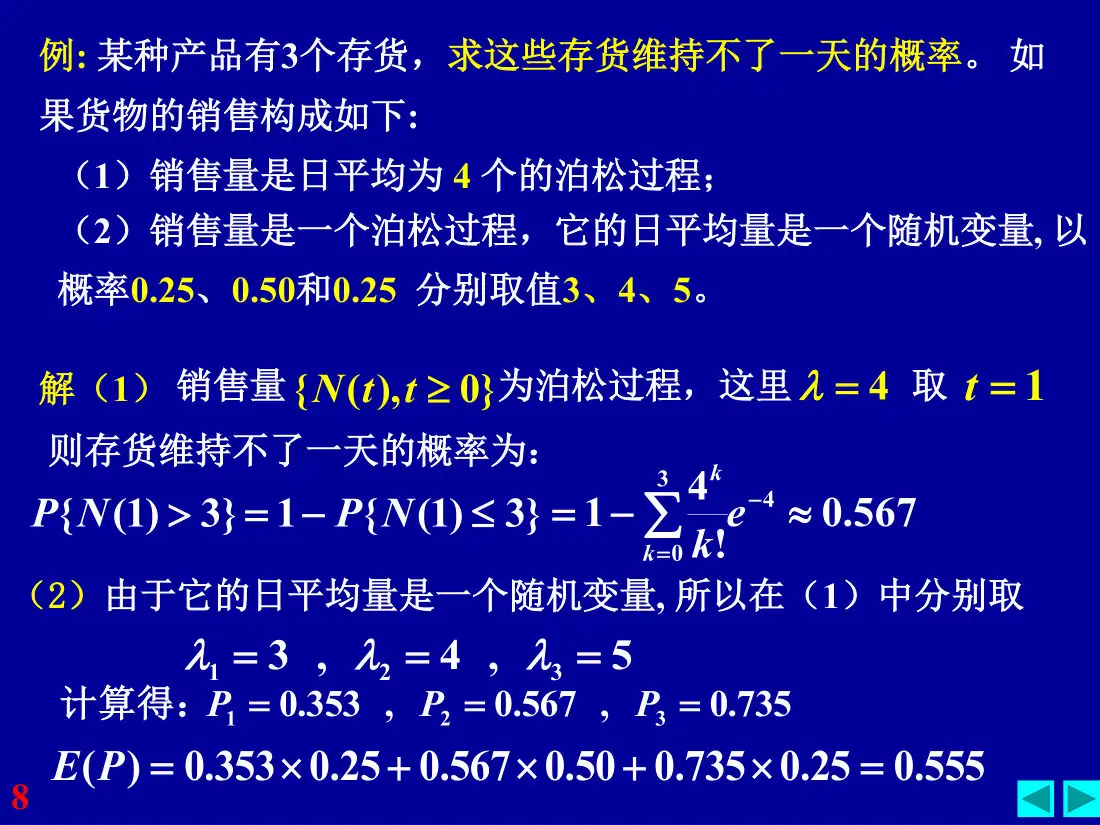 例: 某种产品有3个存货，求这些存货维持不了一天的概率。 如
果货物的销售构成如下：
（1）销售量是日平均为 4 个的泊松过程；
（2）销售量是一个泊松过程，它的日平均量是一个随机变量, 以
概率0.25、0.50和0.25 分别取值3、4、5。
解（1） 销售量 {N(t), t ≥ 0}为泊松过程，这里 λ = 4 取 t = 1
则存货维持不了一天的概率为：
P{N(1) > 3} = 1 − P{N(1) ≤ 3} = 1 − ∑_{k=0}^{3} \frac{4^k}{k!} e^{−4} ≈ 0.567
（2）由于它的日平均量是一个随机变量, 所以在（1）中分别取
λ₁ = 3 , λ₂ = 4 , λ₃ = 5
计算得：P₁ = 0.353 , P₂ = 0.567 , P₃ = 0.735
E(P) = 0.353 × 0.25 + 0.567 × 0.50 + 0.735 × 0.25 = 0.555
8